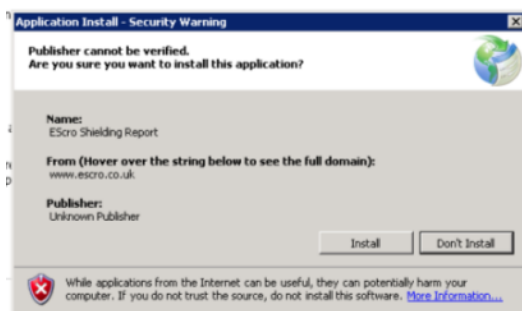 Application Install - Security Warning
Publisher cannot be verified.
Are you sure you want to install this application?
Name:
EScro Shielding Report
From (Hover over the string below to see the full domain):
www.escro.co.uk
Publisher:
Unknown Publisher
Install
Don't Install
While applications from the Internet can be useful, they can potentially harm your
computer. If you do not trust the source, do not install this software. More Information...